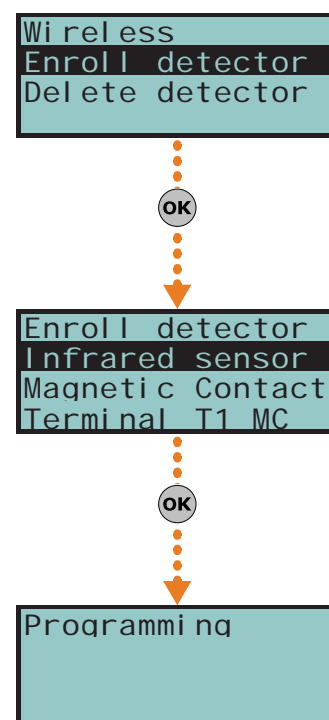 Wireless
Enroll detector
Delete detector
OK
Enroll detector
Infrared sensor
Magnetic Contact
Terminal T1 MC
OK
Programming